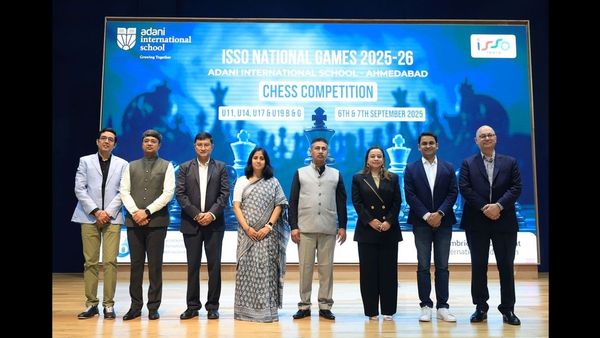 adani
international
school
Growing Together
isso
ISSO NATIONAL GAMES 2025-26
ADANI INTERNATIONAL SCHOOL - AHMEDABAD
CHESS COMPETITION
U11, U14, U17 & U19 B & G
6TH & 7TH SEPTEMBER 2025